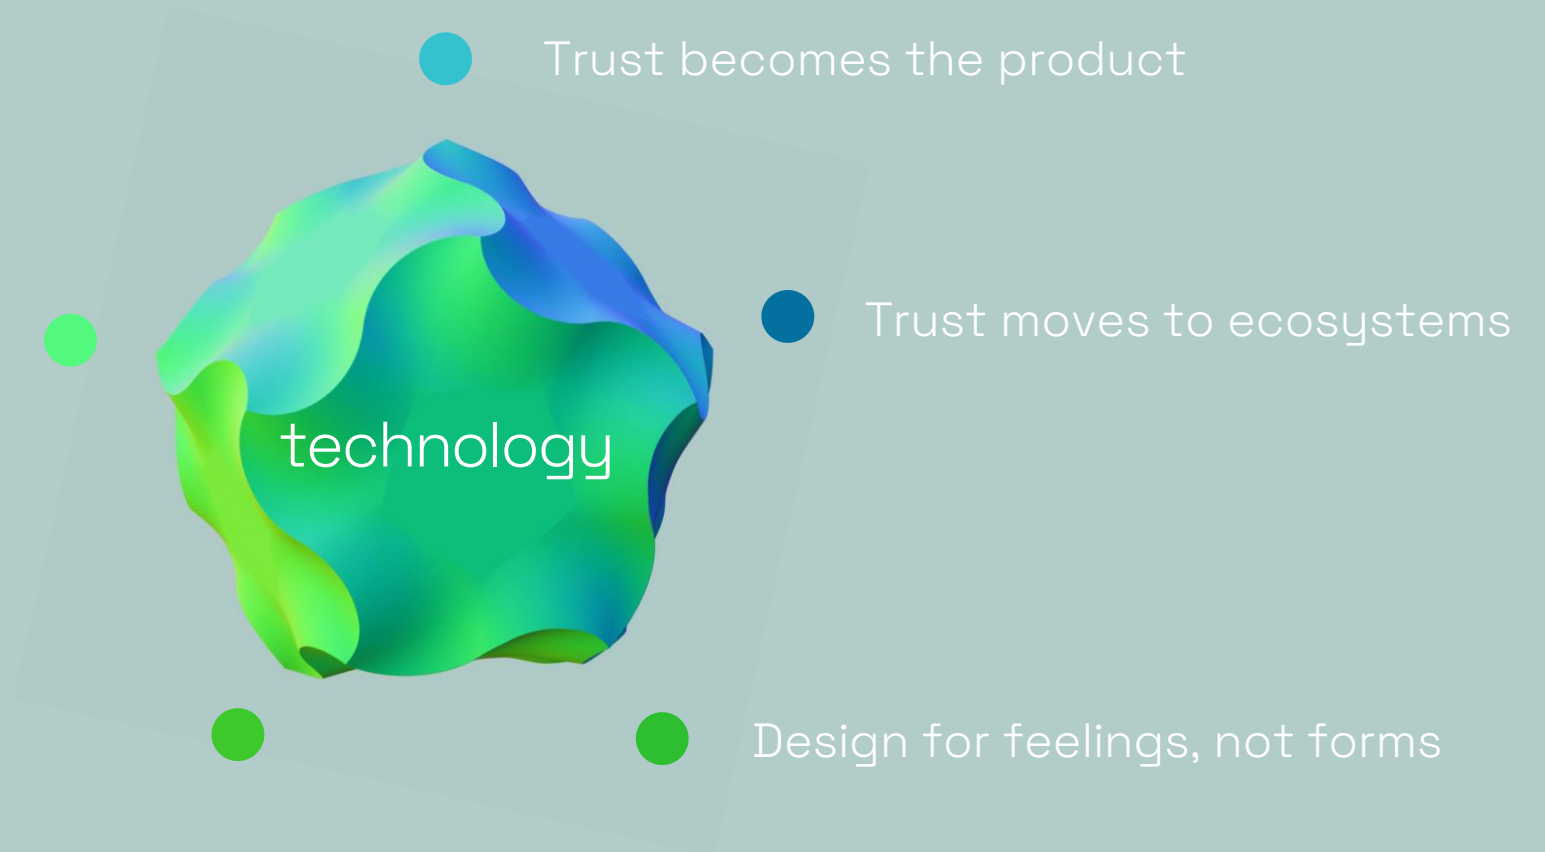 Trust becomes the product
Trust moves to ecosystems
technology
Design for feelings, not forms